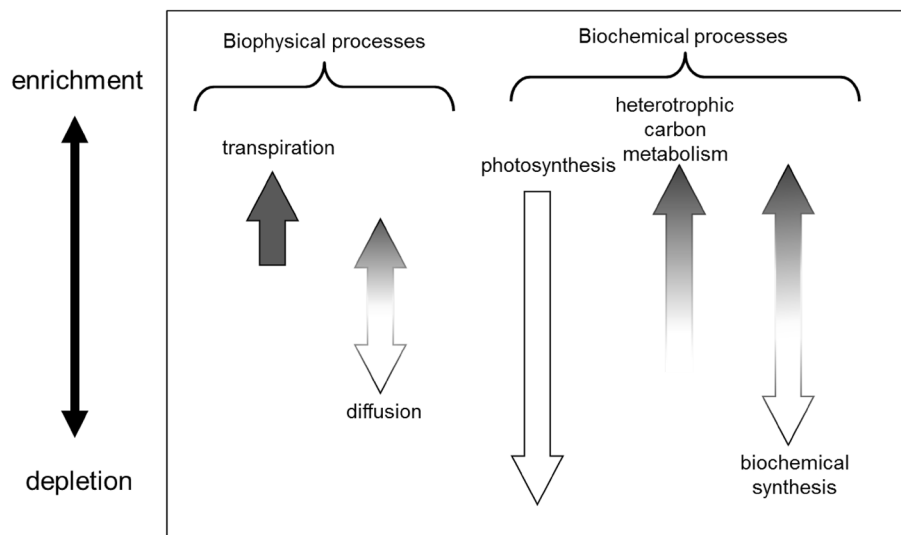 enrichment
depletion
Biophysical processes
transpiration
diffusion
Biochemical processes
photosynthesis
heterotrophic
carbon
metabolism
biochemical
synthesis